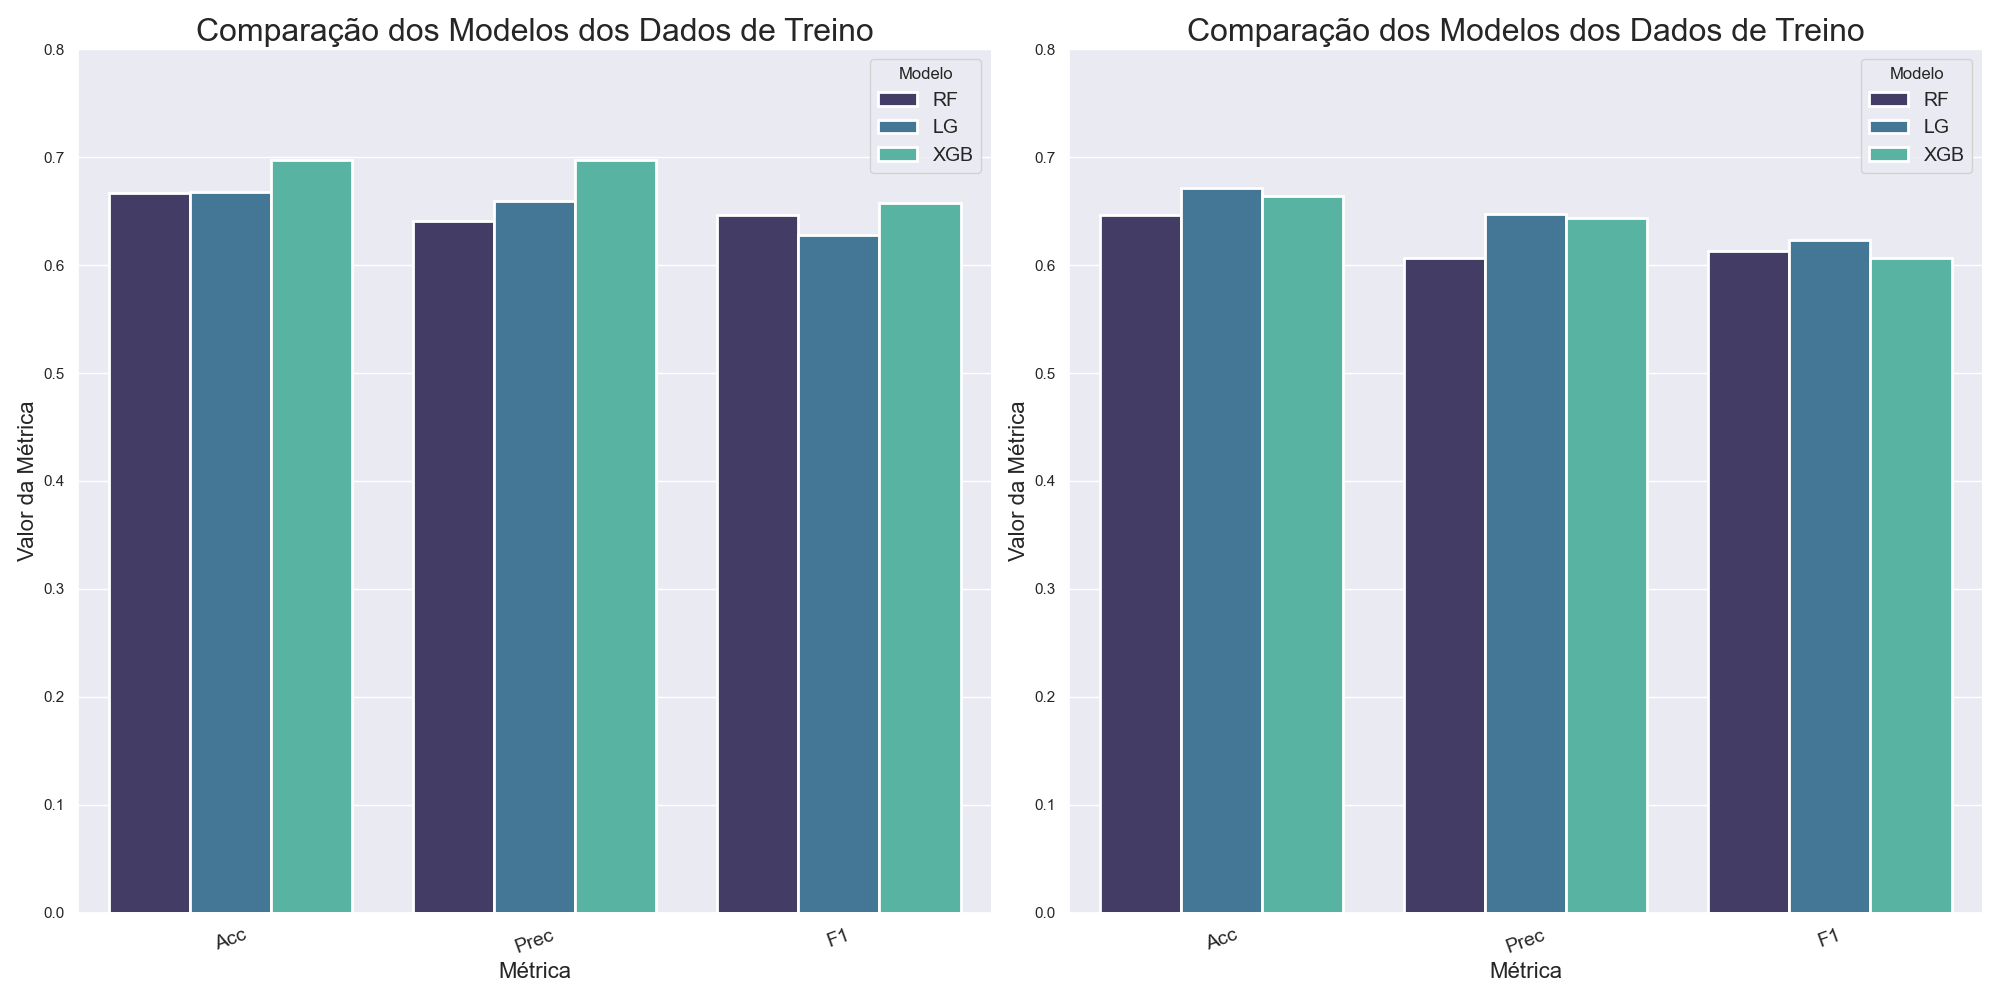 Comparação dos Modelos dos Dados de Treino
Modelo
RF
LG
XGB
0.8
0.7
0.6
0.5
0.4
0.3
0.2
0.1
0.0
Valor da Métrica
Acc
Prec
F1
Métrica
Comparação dos Modelos dos Dados de Treino
Modelo
RF
LG
XGB
0.8
0.7
0.6
0.5
0.4
0.3
0.2
0.1
0.0
Valor da Métrica
Acc
Prec
F1
Métrica